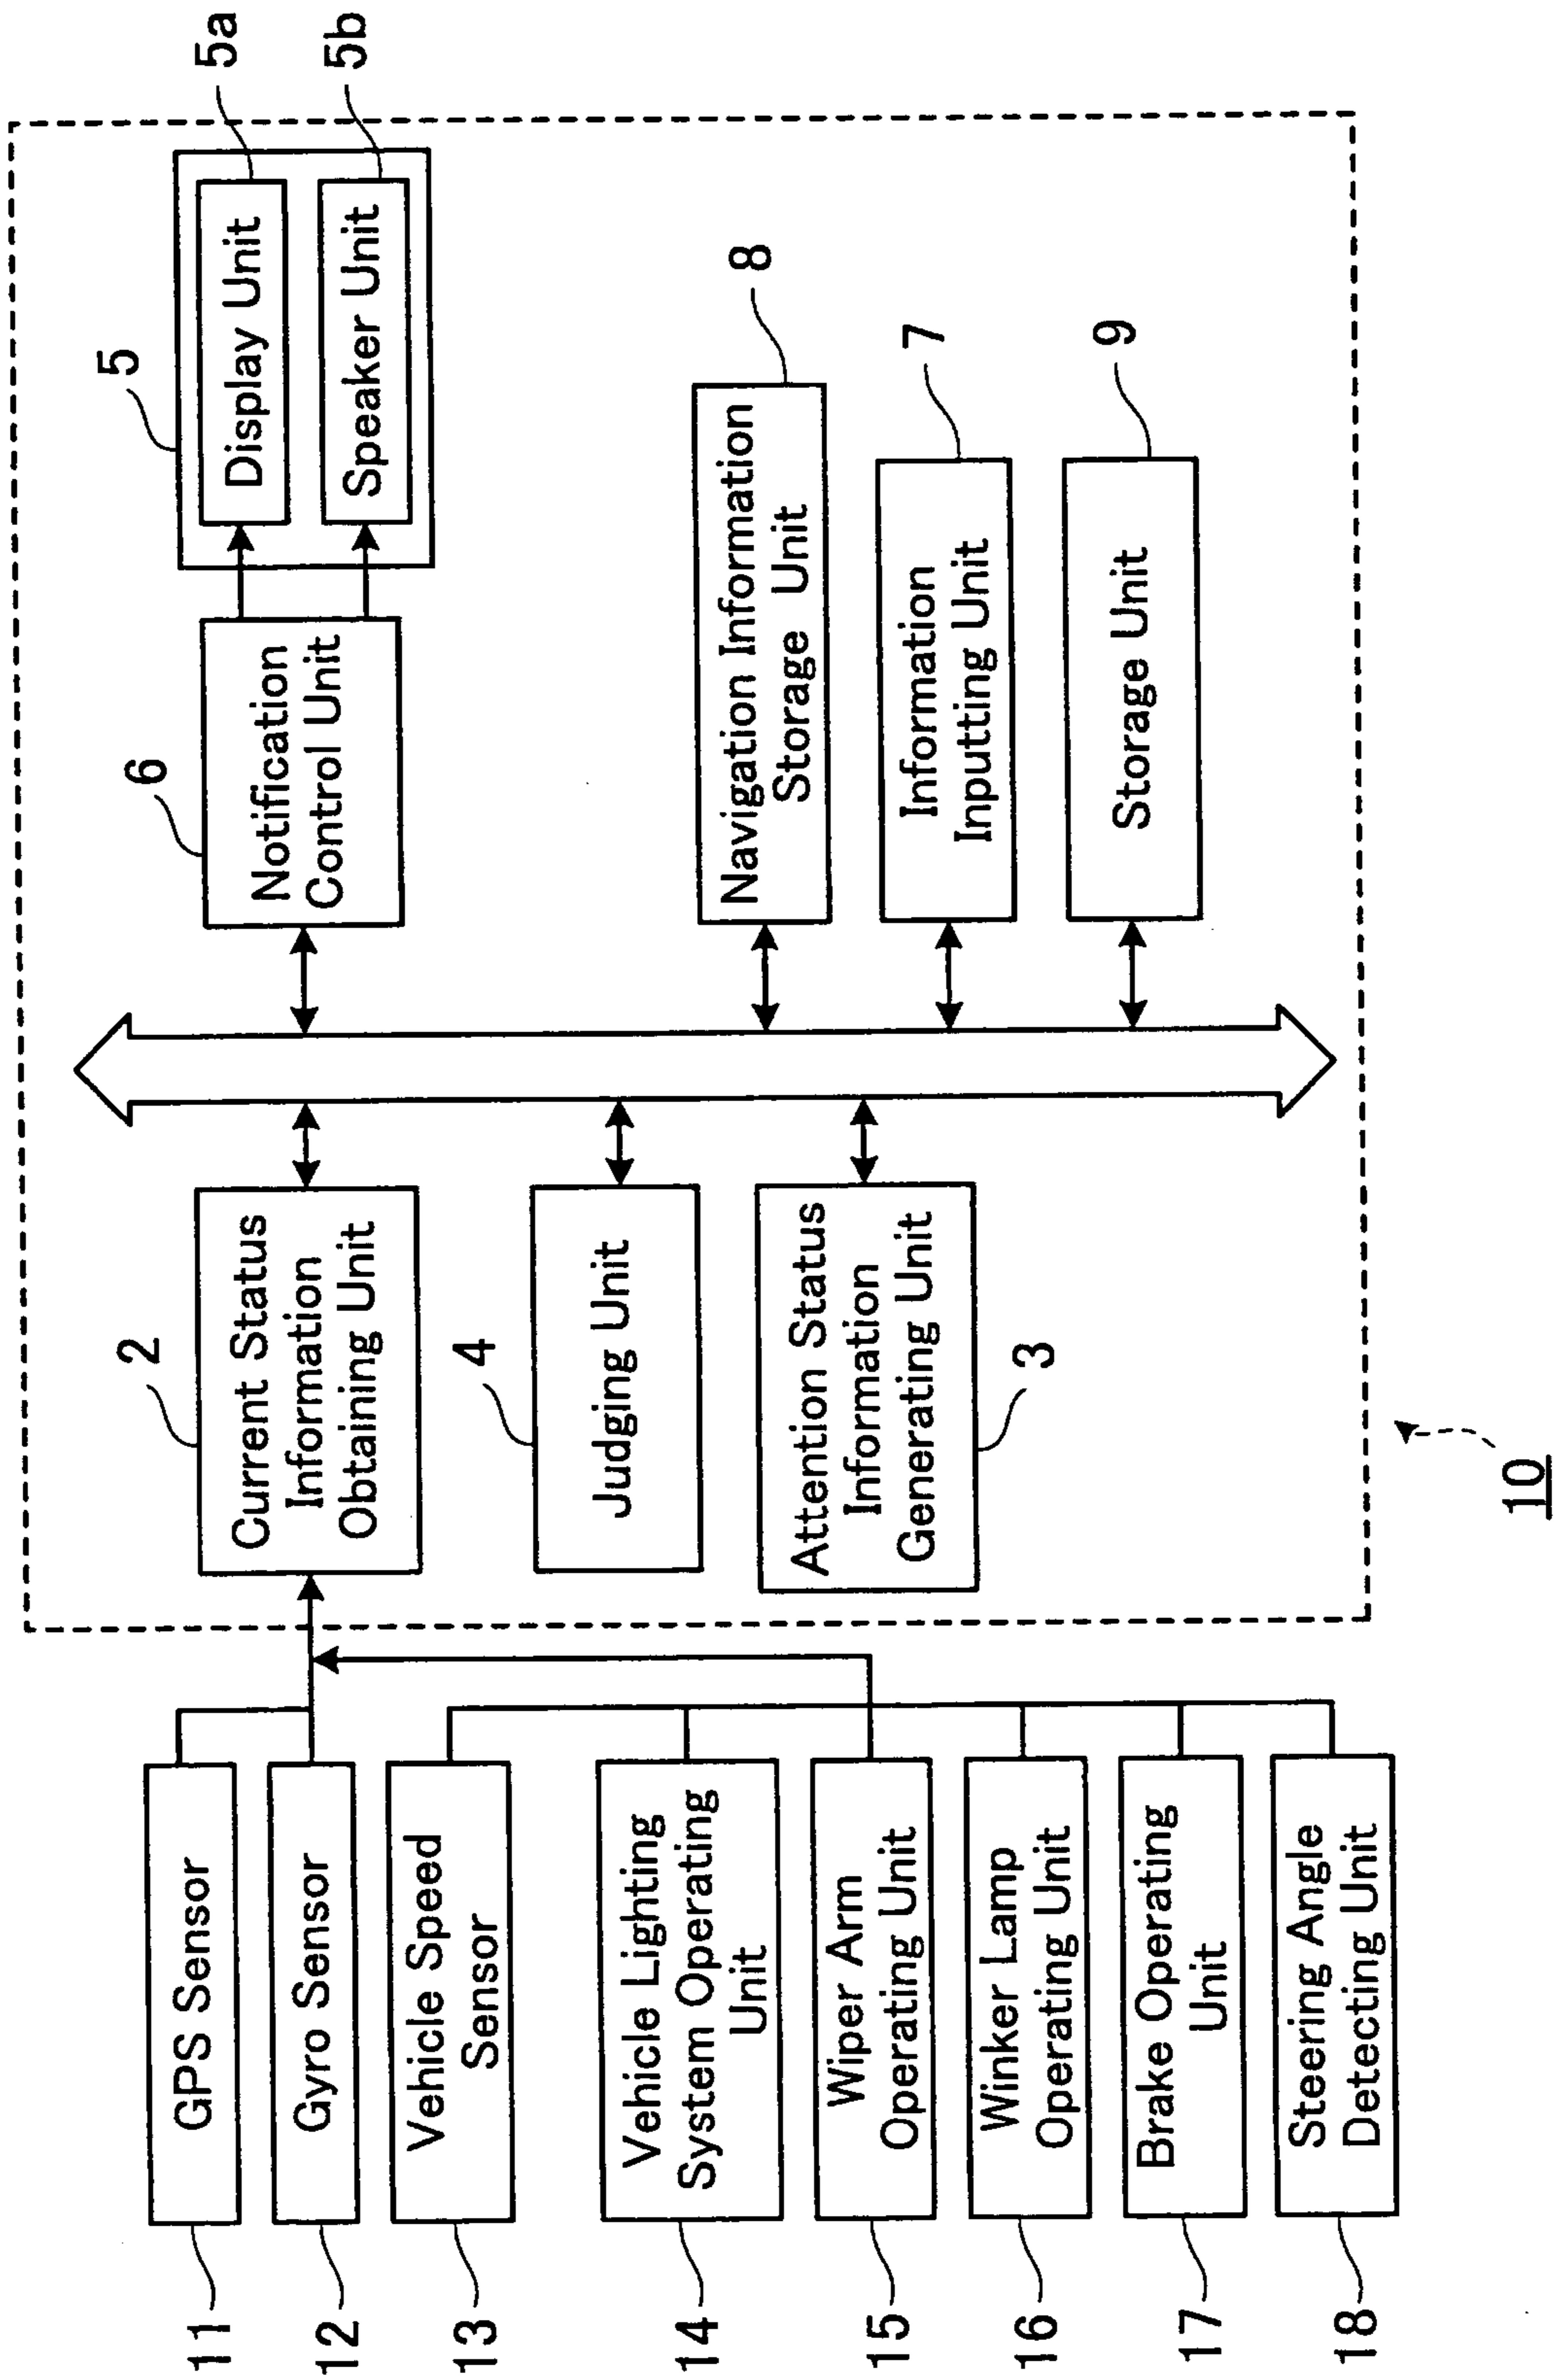 11
GPS Sensor
12
Gyro Sensor
13
Vehicle Speed
Sensor
14
Vehicle Lighting
System Operating
Unit
15
Wiper Arm
Operating Unit
16
Winker Lamp
Operating Unit
17
Brake Operating
Unit
18
Steering Angle
Detecting Unit
2
Current Status
Information
Obtaining Unit
4
Judging Unit
Attention Status
Information
Generating Unit
3
6
Notification
Control Unit
5
Display Unit
5a
Speaker Unit
5b
Navigation Information
Storage Unit
8
Information
Inputting Unit
7
Storage Unit
9
10